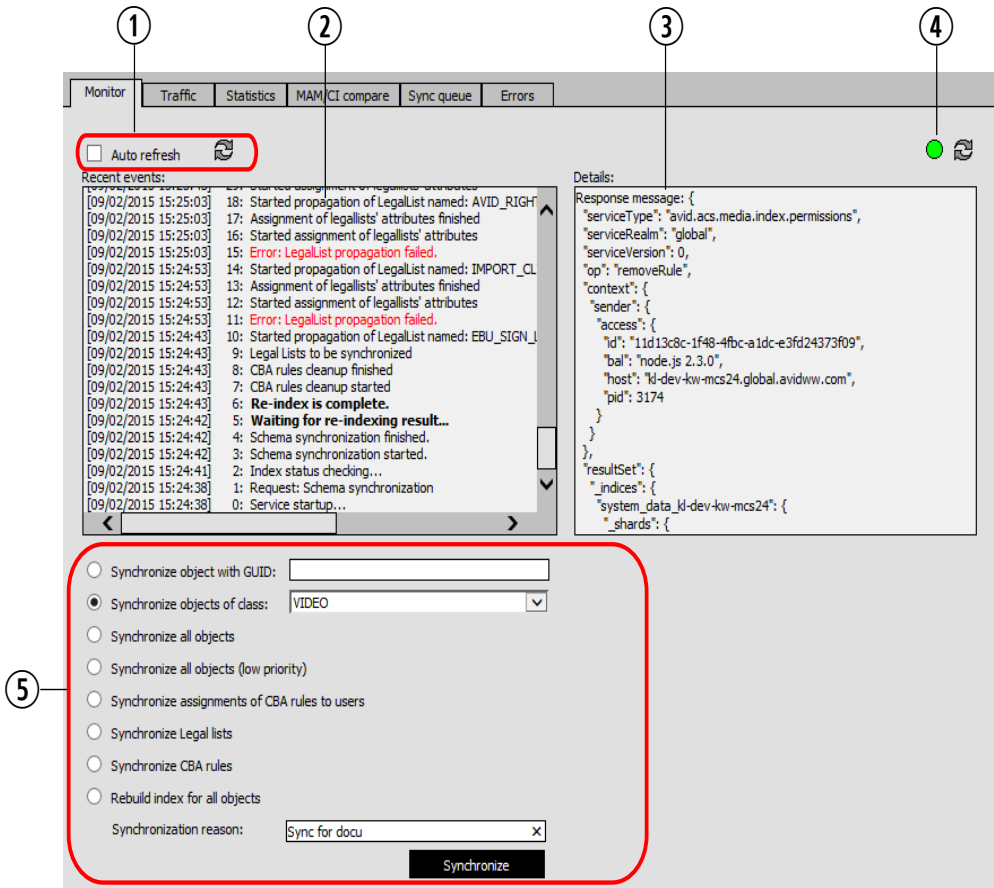 1 2 3 4
Monitor Traffic Statistics MAM/CI compare Sync queue Errors
Auto refresh
Recent events:
[09/02/2015 15:25:03] 18: Started propagation of LegalList named: AVID_RIGHT
[09/02/2015 15:25:03] 17: Assignment of legallists' attributes finished
[09/02/2015 15:25:03] 16: Started assignment of legallists' attributes
[09/02/2015 15:25:03] 15: Error: LegalList propagation failed.
[09/02/2015 15:24:53] 14: Started propagation of LegalList named: IMPORT_CL
[09/02/2015 15:24:53] 13: Assignment of legallists' attributes finished
[09/02/2015 15:24:53] 12: Started assignment of legallists' attributes
[09/02/2015 15:24:53] 11: Error: LegalList propagation failed.
[09/02/2015 15:24:43] 10: Started propagation of LegalList named: EBU_SIGN_L
[09/02/2015 15:24:43] 9: Legal Lists to be synchronized
[09/02/2015 15:24:43] 8: CBA rules cleanup finished
[09/02/2015 15:24:43] 7: CBA rules cleanup started
[09/02/2015 15:24:43] 6: Re-index is complete.
[09/02/2015 15:24:42] 5: Waiting for re-indexing result...
[09/02/2015 15:24:42] 4: Schema synchronization finished.
[09/02/2015 15:24:42] 3: Schema synchronization started.
[09/02/2015 15:24:41] 2: Index status checking...
[09/02/2015 15:24:38] 1: Request: Schema synchronization
[09/02/2015 15:24:38] 0: Service startup...
Details:
Response message: {
"serviceType": "avid.acs.media.index.permissions",
"serviceRealm": "global",
"serviceVersion": 0,
"op": "removeRule",
"context": {
"sender": {
"access": {
"id": "11d13c8c-1f48-4fbc-a1dc-e3fd24373f09",
"bal": "node.js 2.3.0",
"host": "kl-dev-kw-mcs24.global.avidww.com",
"pid": 3174
}
}
},
"resultSet": {
"_indices": {
"system_data_kl-dev-kw-mcs24": {
"_shards": {
5
Synchronize object with GUID:
Synchronize objects of class: VIDEO
Synchronize all objects
Synchronize all objects (low priority)
Synchronize assignments of CBA rules to users
Synchronize Legal lists
Synchronize CBA rules
Rebuild index for all objects
Synchronization reason: Sync for docu
Synchronize